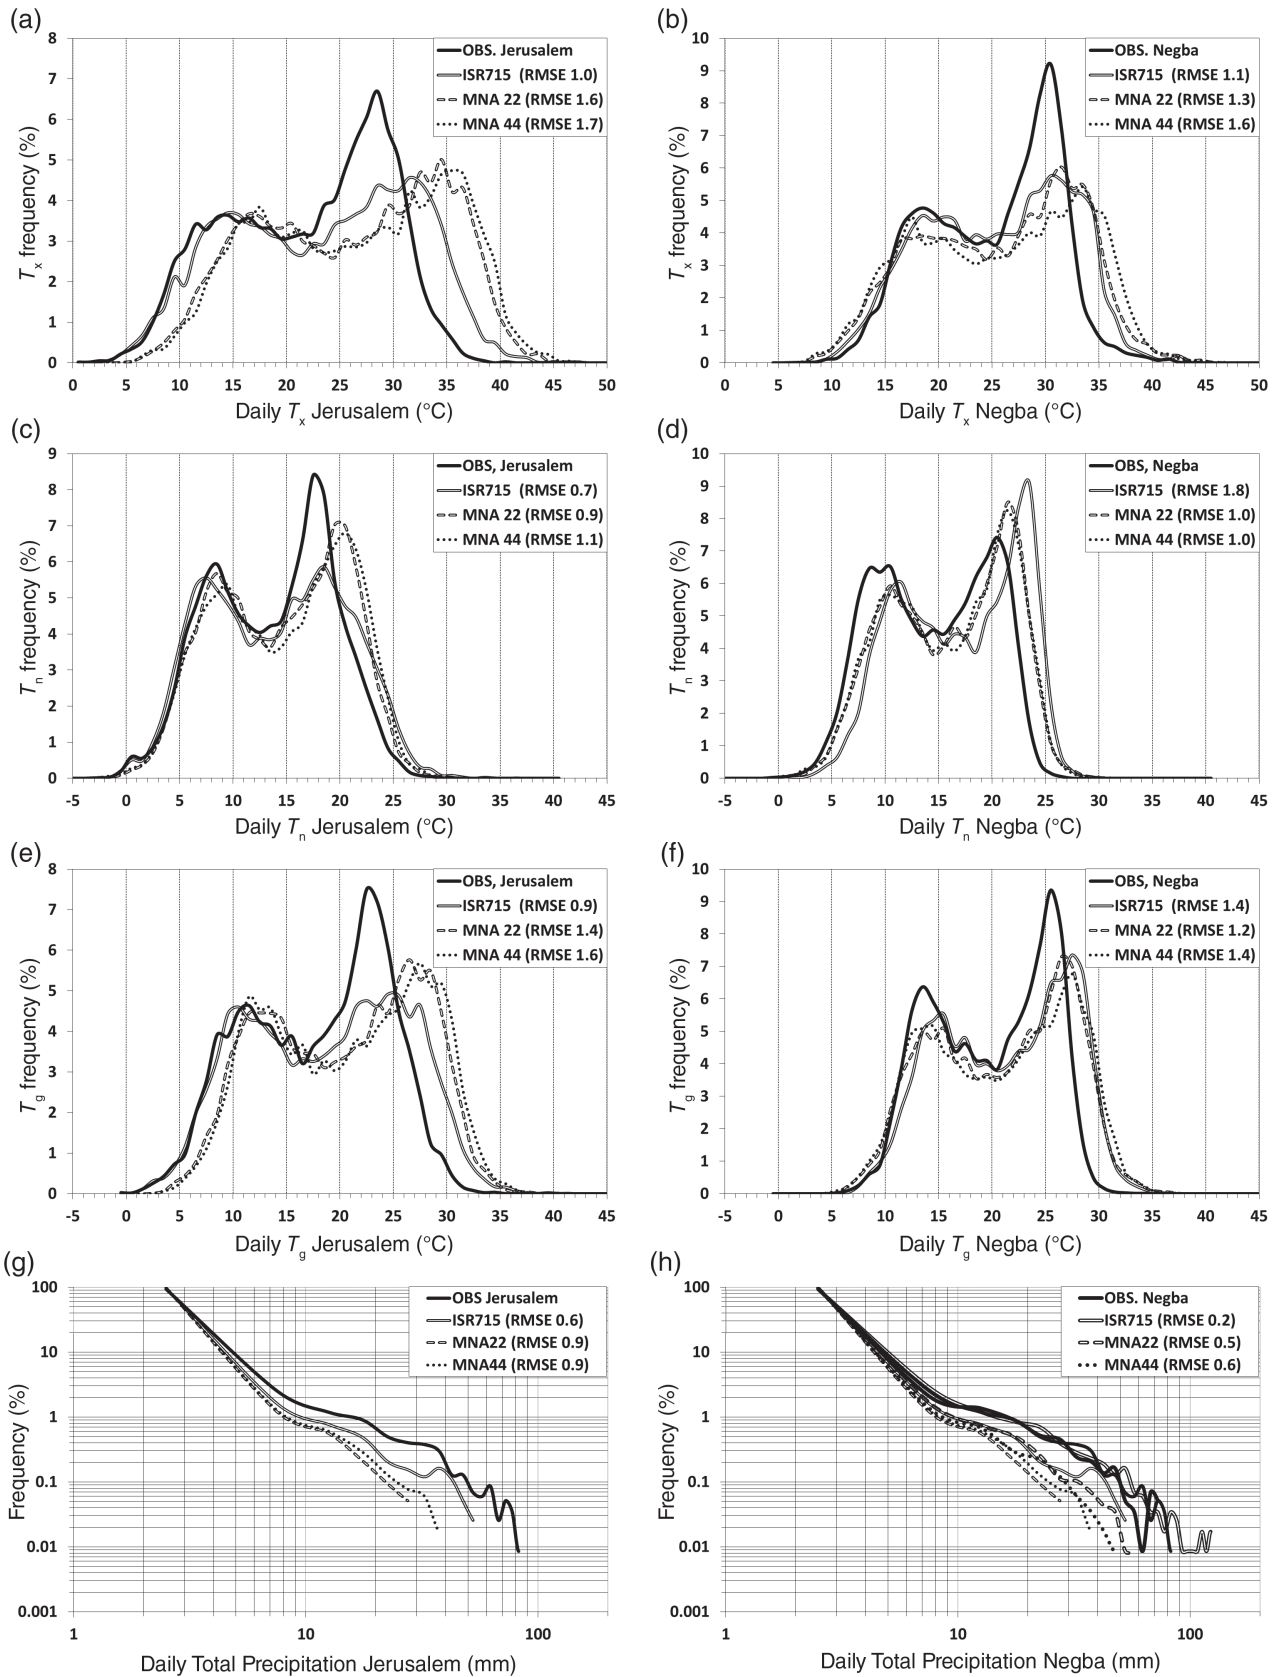 (a)
8
7
6
5
4
3
2
1
0
Tx frequency (%)
OBS. Jerusalem
ISR715 (RMSE 1.0)
MNA 22 (RMSE 1.6)
MNA 44 (RMSE 1.7)
0 5 10 15 20 25 30 35 40 45 50
Daily Tx Jerusalem (°C)
(b)
10
9
8
7
6
5
4
3
2
1
0
Tx frequency (%)
OBS. Negba
ISR715 (RMSE 1.1)
MNA 22 (RMSE 1.3)
MNA 44 (RMSE 1.6)
0 5 10 15 20 25 30 35 40 45 50
Daily Tx Negba (°C)
(c)
9
8
7
6
5
4
3
2
1
0
Tn frequency (%)
OBS, Jerusalem
ISR715 (RMSE 0.7)
MNA 22 (RMSE 0.9)
MNA 44 (RMSE 1.1)
-5 0 5 10 15 20 25 30 35 40 45
Daily Tn Jerusalem (°C)
(d)
10
9
8
7
6
5
4
3
2
1
0
Tn frequency (%)
OBS, Negba
ISR715 (RMSE 1.8)
MNA 22 (RMSE 1.0)
MNA 44 (RMSE 1.0)
-5 0 5 10 15 20 25 30 35 40 45
Daily Tn Negba (°C)
(e)
8
7
6
5
4
3
2
1
0
Tg frequency (%)
OBS, Jerusalem
ISR715 (RMSE 0.9)
MNA 22 (RMSE 1.4)
MNA 44 (RMSE 1.6)
-5 0 5 10 15 20 25 30 35 40 45
Daily Tg Jerusalem (°C)
(f)
10
9
8
7
6
5
4
3
2
1
0
Tg frequency (%)
OBS, Negba
ISR715 (RMSE 1.4)
MNA 22 (RMSE 1.2)
MNA 44 (RMSE 1.4)
-5 0 5 10 15 20 25 30 35 40 45
Daily Tg Negba (°C)
(g)
100
10
1
0.1
0.01
0.001
Frequency (%)
OBS Jerusalem
ISR715 (RMSE 0.6)
MNA22 (RMSE 0.9)
MNA44 (RMSE 0.9)
1 10 100
Daily Total Precipitation Jerusalem (mm)
(h)
100
10
1
0.1
0.01
0.001
Frequency (%)
OBS. Negba
ISR715 (RMSE 0.2)
MNA22 (RMSE 0.5)
MNA44 (RMSE 0.6)
1 10 100
Daily Total Precipitation Negba (mm)